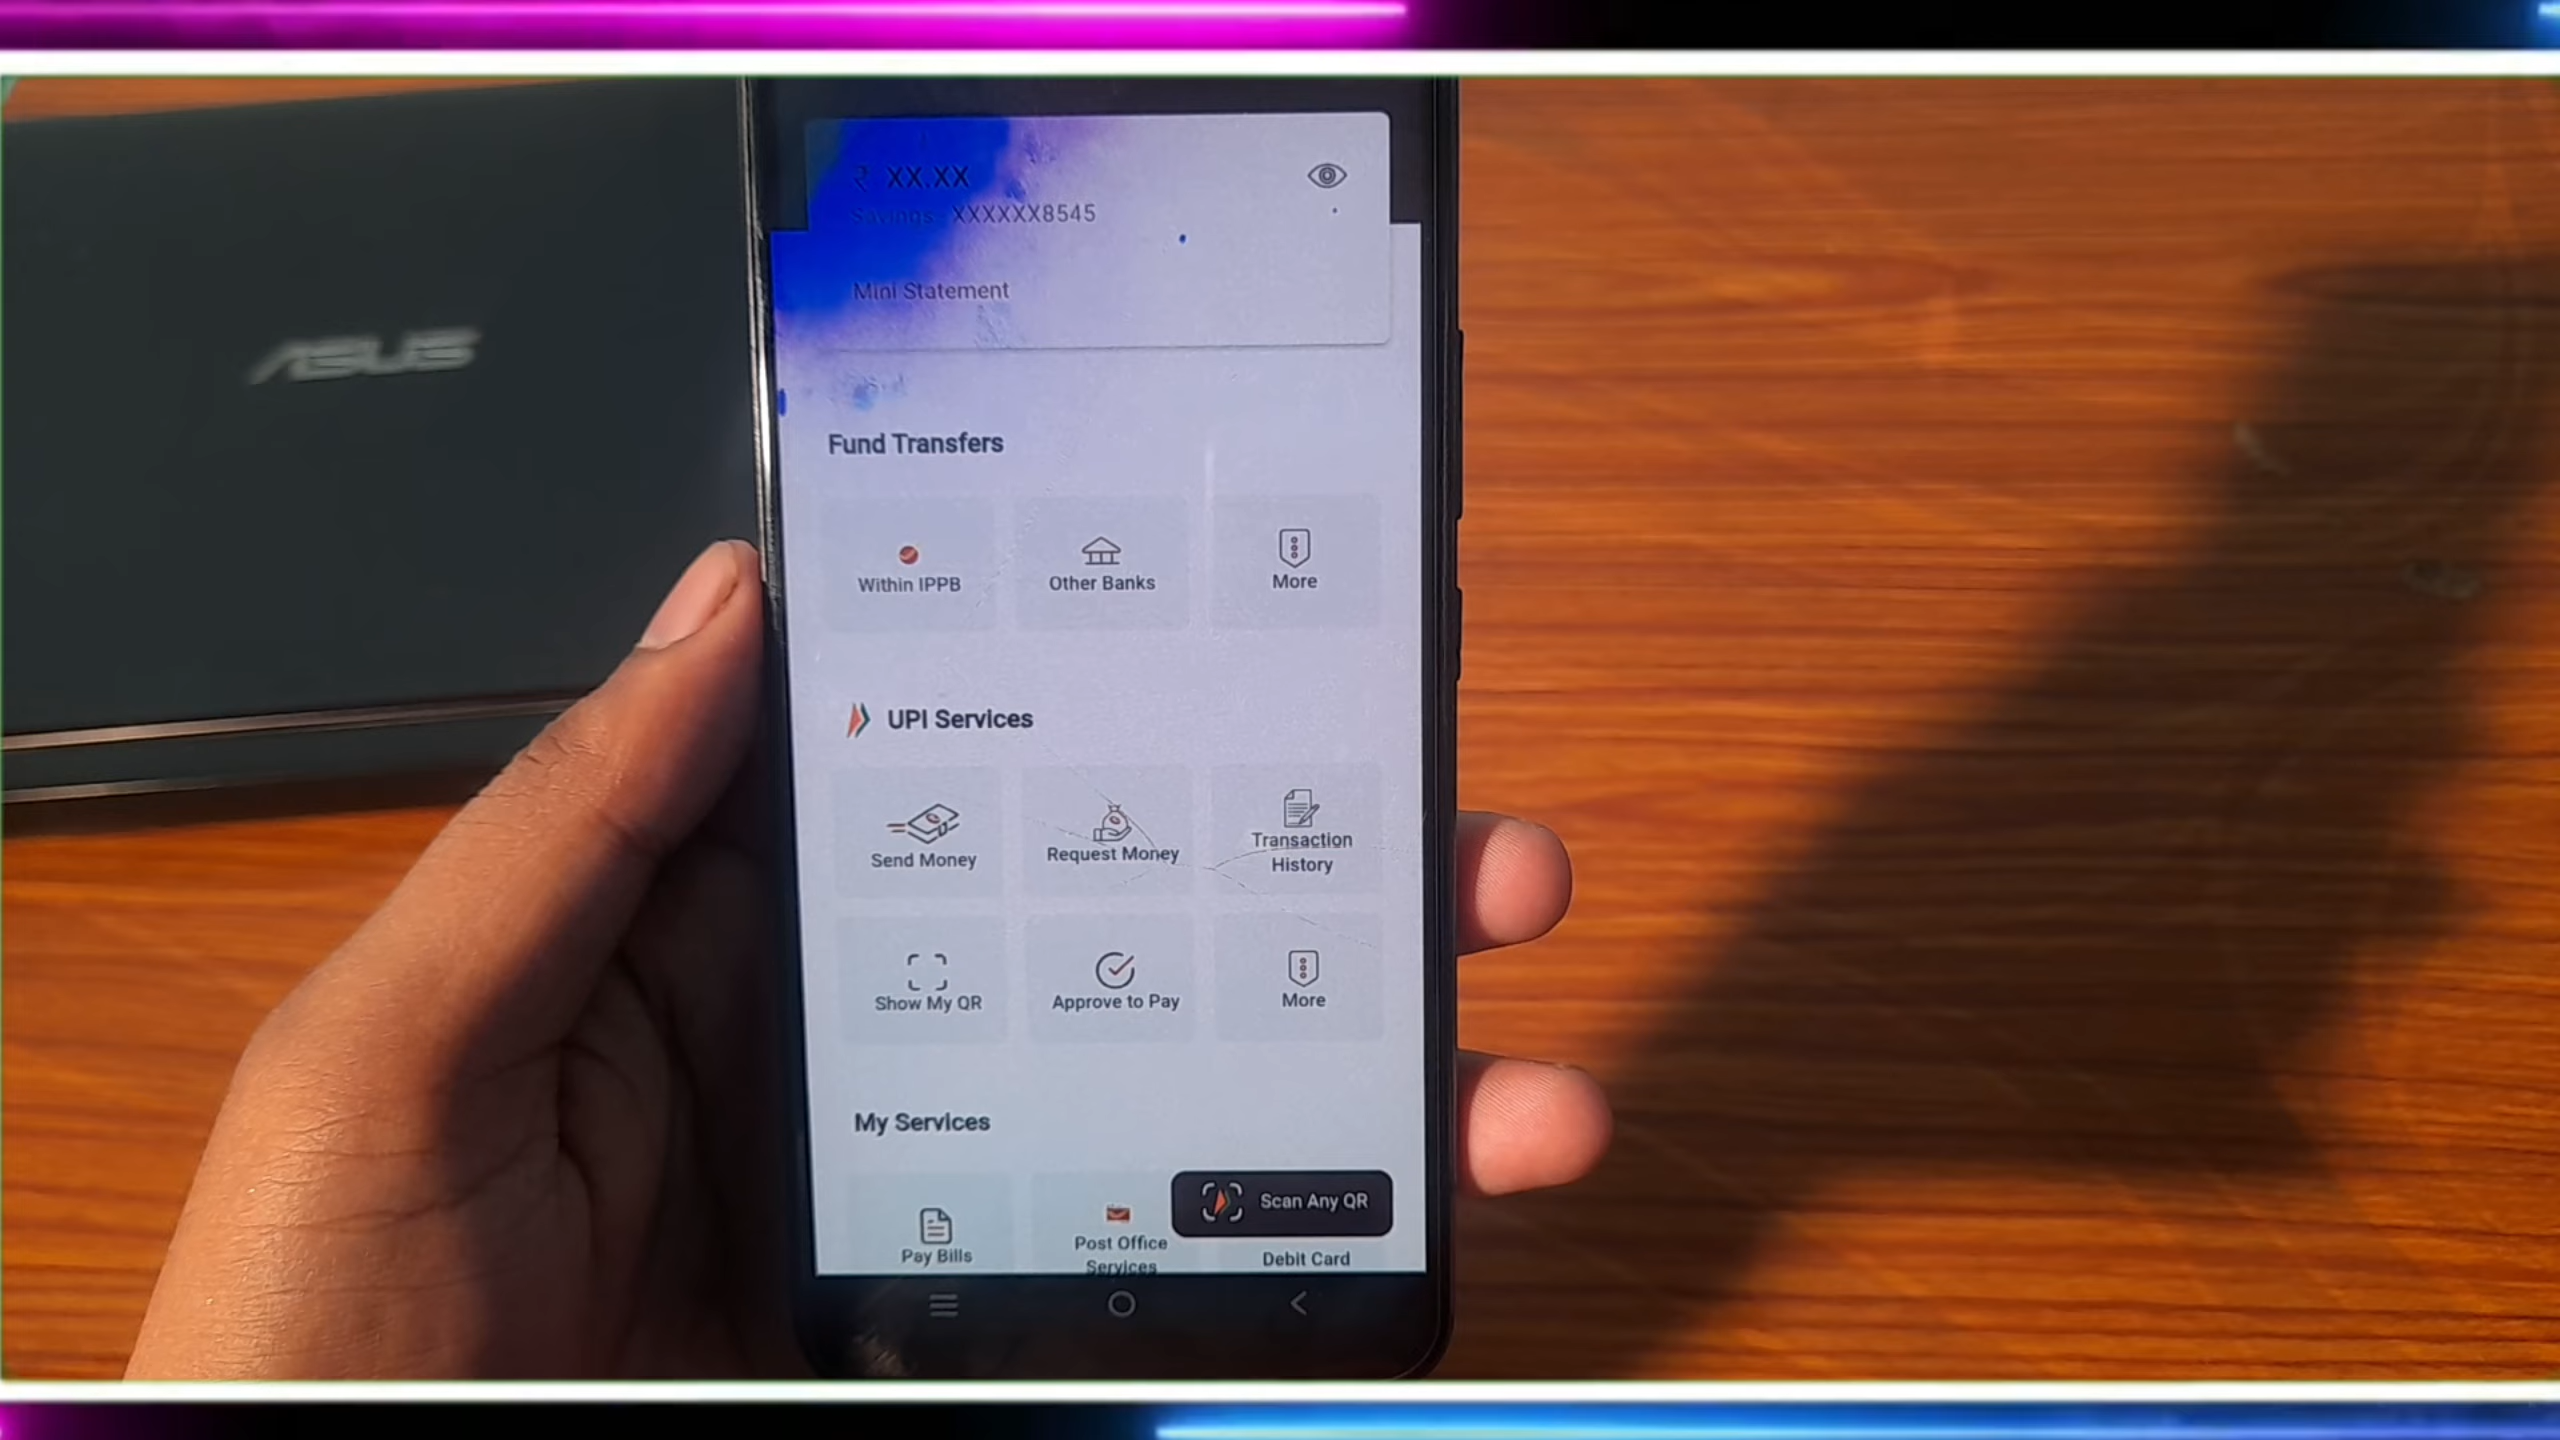 ASUS
₹ XX.XX
Savings XXXXXX8545
Mini Statement
Fund Transfers
Within IPPB
Other Banks
More
UPI Services
Send Money
Request Money
Transaction
History
Show My QR
Approve to Pay
More
My Services
Pay Bills
Post Office
Services
Scan Any QR
Debit Card